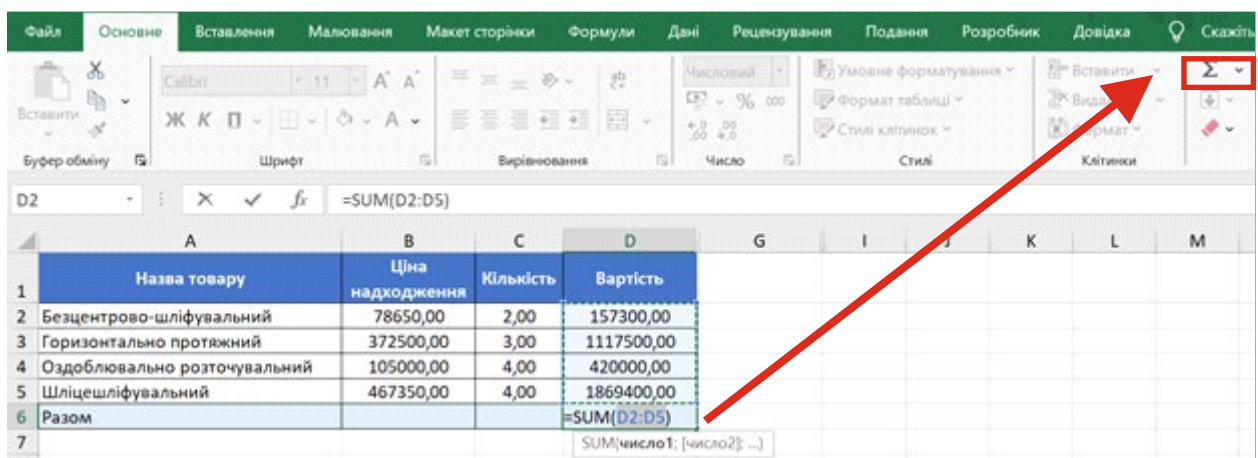 Файл Основне Вставлення Малювання Макет сторінки Формули Дані Рецензування Подання Розробник Довідка Скажіть
Calibri 11 A A Числовий Умовне форматування Вставити Σ
Вставити Ж К П A % 000 Формат таблиці
,00 Стилі клітинок Формат
Буфер обміну Шрифт Вирівнювання Число Стилі Клітинки
D2 fx =SUM(D2:D5)
A B C D G I J K L M
1 Назва товару Ціна надходження Кількість Вартість
2 Безцентрово-шліфувальний 78650,00 2,00 157300,00
3 Горизонтально протяжний 372500,00 3,00 1117500,00
4 Оздоблювально розточувальний 105000,00 4,00 420000,00
5 Шліцешліфувальний 467350,00 4,00 1869400,00
6 Разом =SUM(D2:D5)
7 SUM(число1; [число2]; ...)